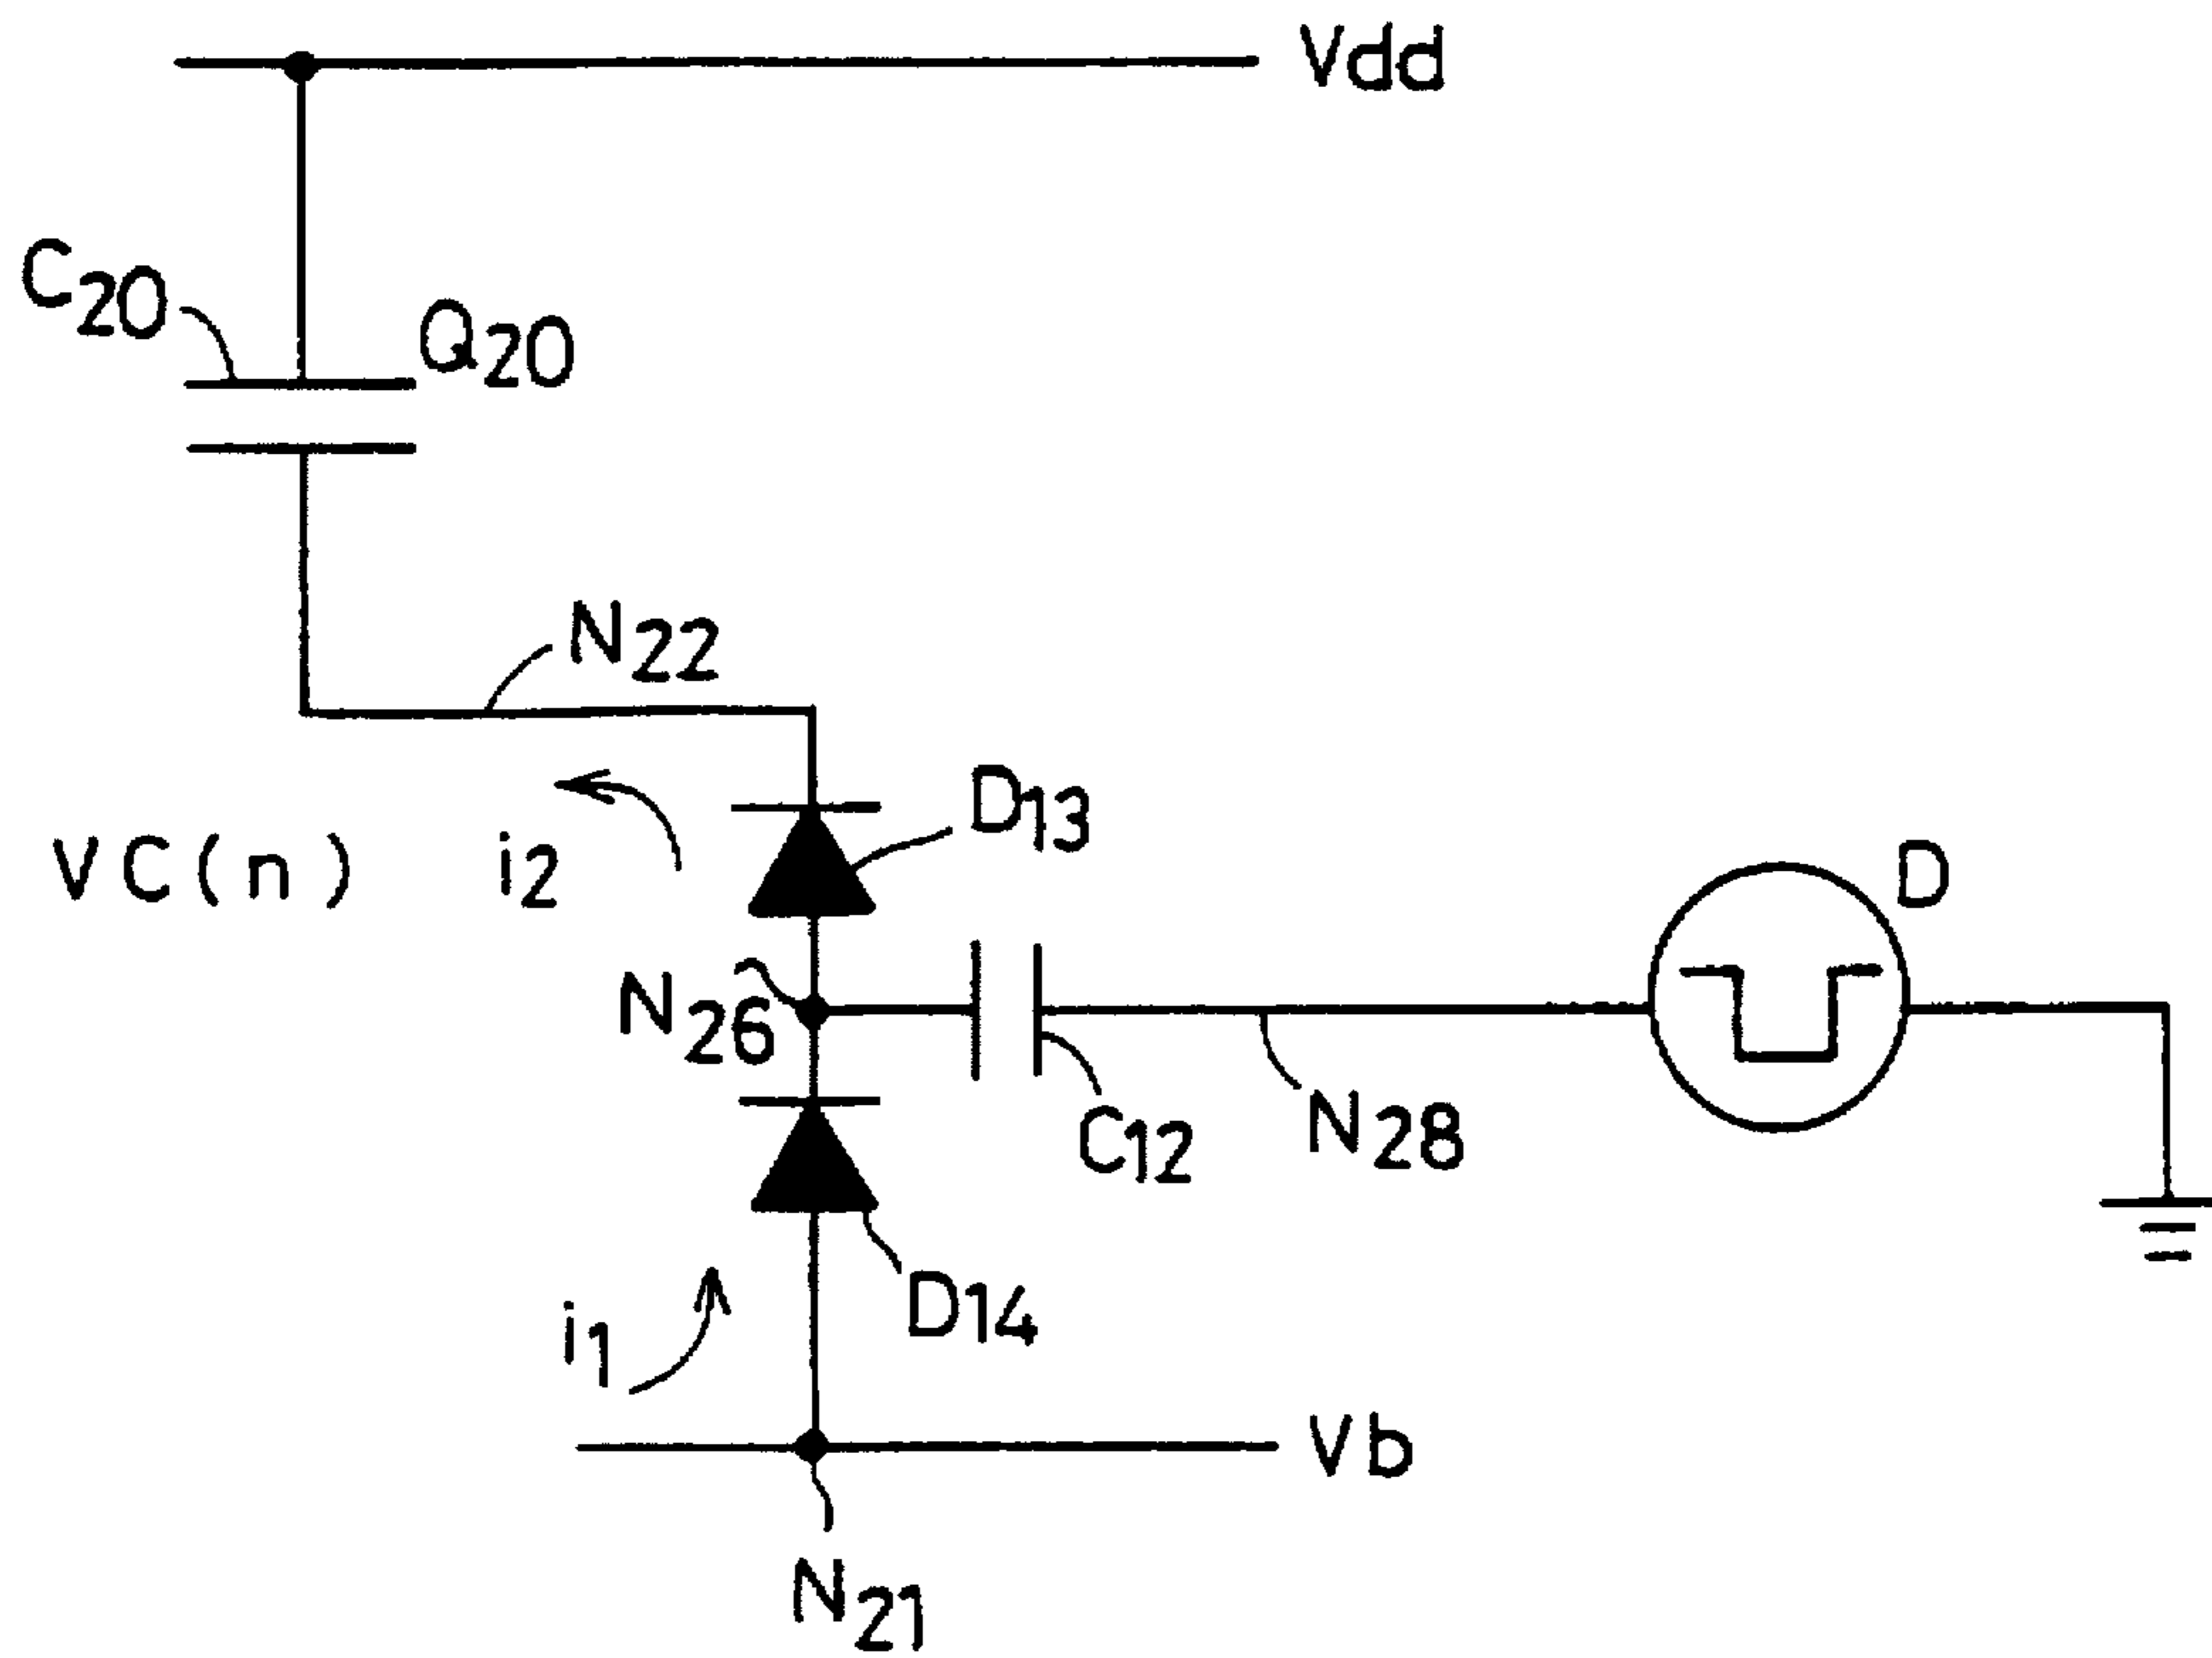 Vdd
C20
Q20
N22
D13
VC(n)
i2
D
N26
C12
N28
D14
i1
Vb
N21